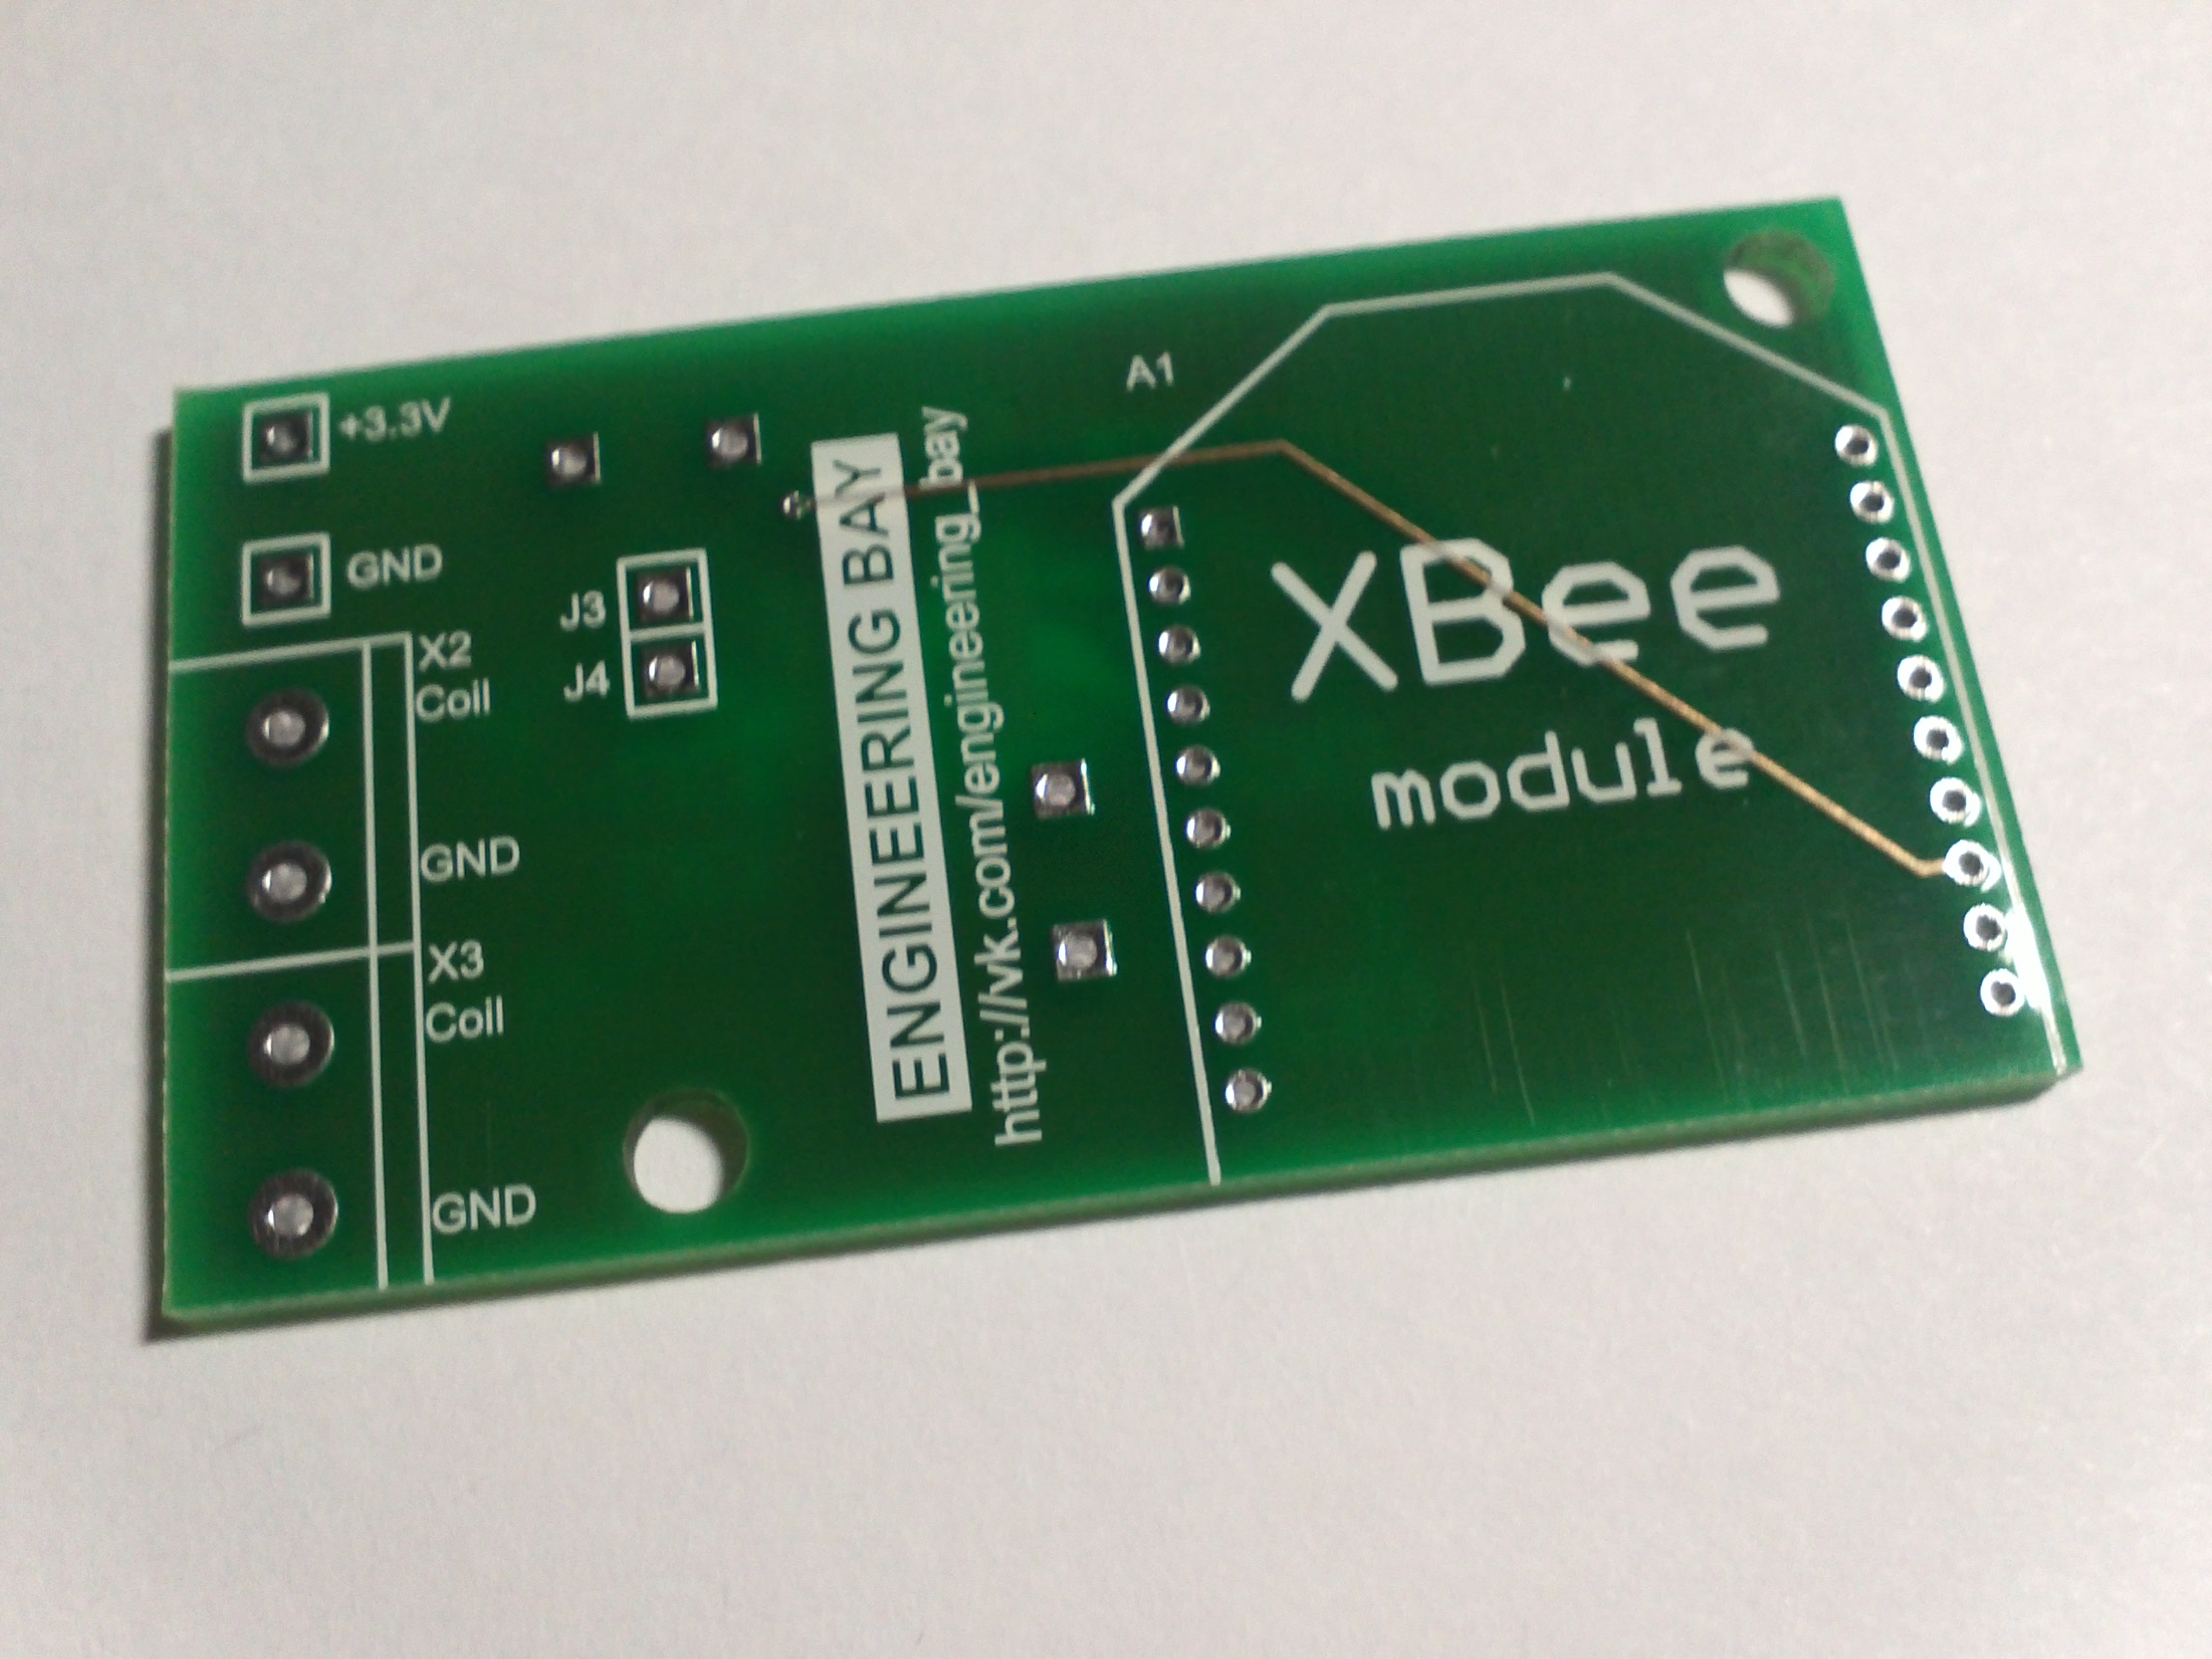 +3.3V
GND
X2
Coil
GND
X3
Coil
GND
J3
J4
ENGINEERING BAY
http://vk.com/engineering_bay
A1
XBee
module